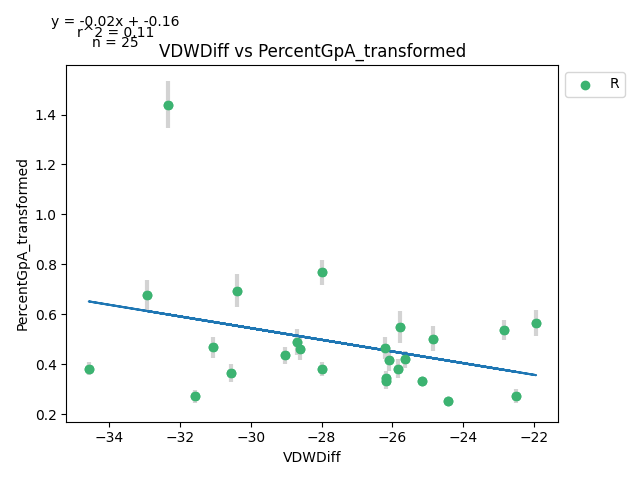 y = -0.02x + -0.16
r^2 = 0.11
n = 25
VDWDiff vs PercentGpA_transformed
R
PercentGpA_transformed
1.4
1.2
1.0
0.8
0.6
0.4
0.2
−34 −32 −30 −28 −26 −24 −22
VDWDiff